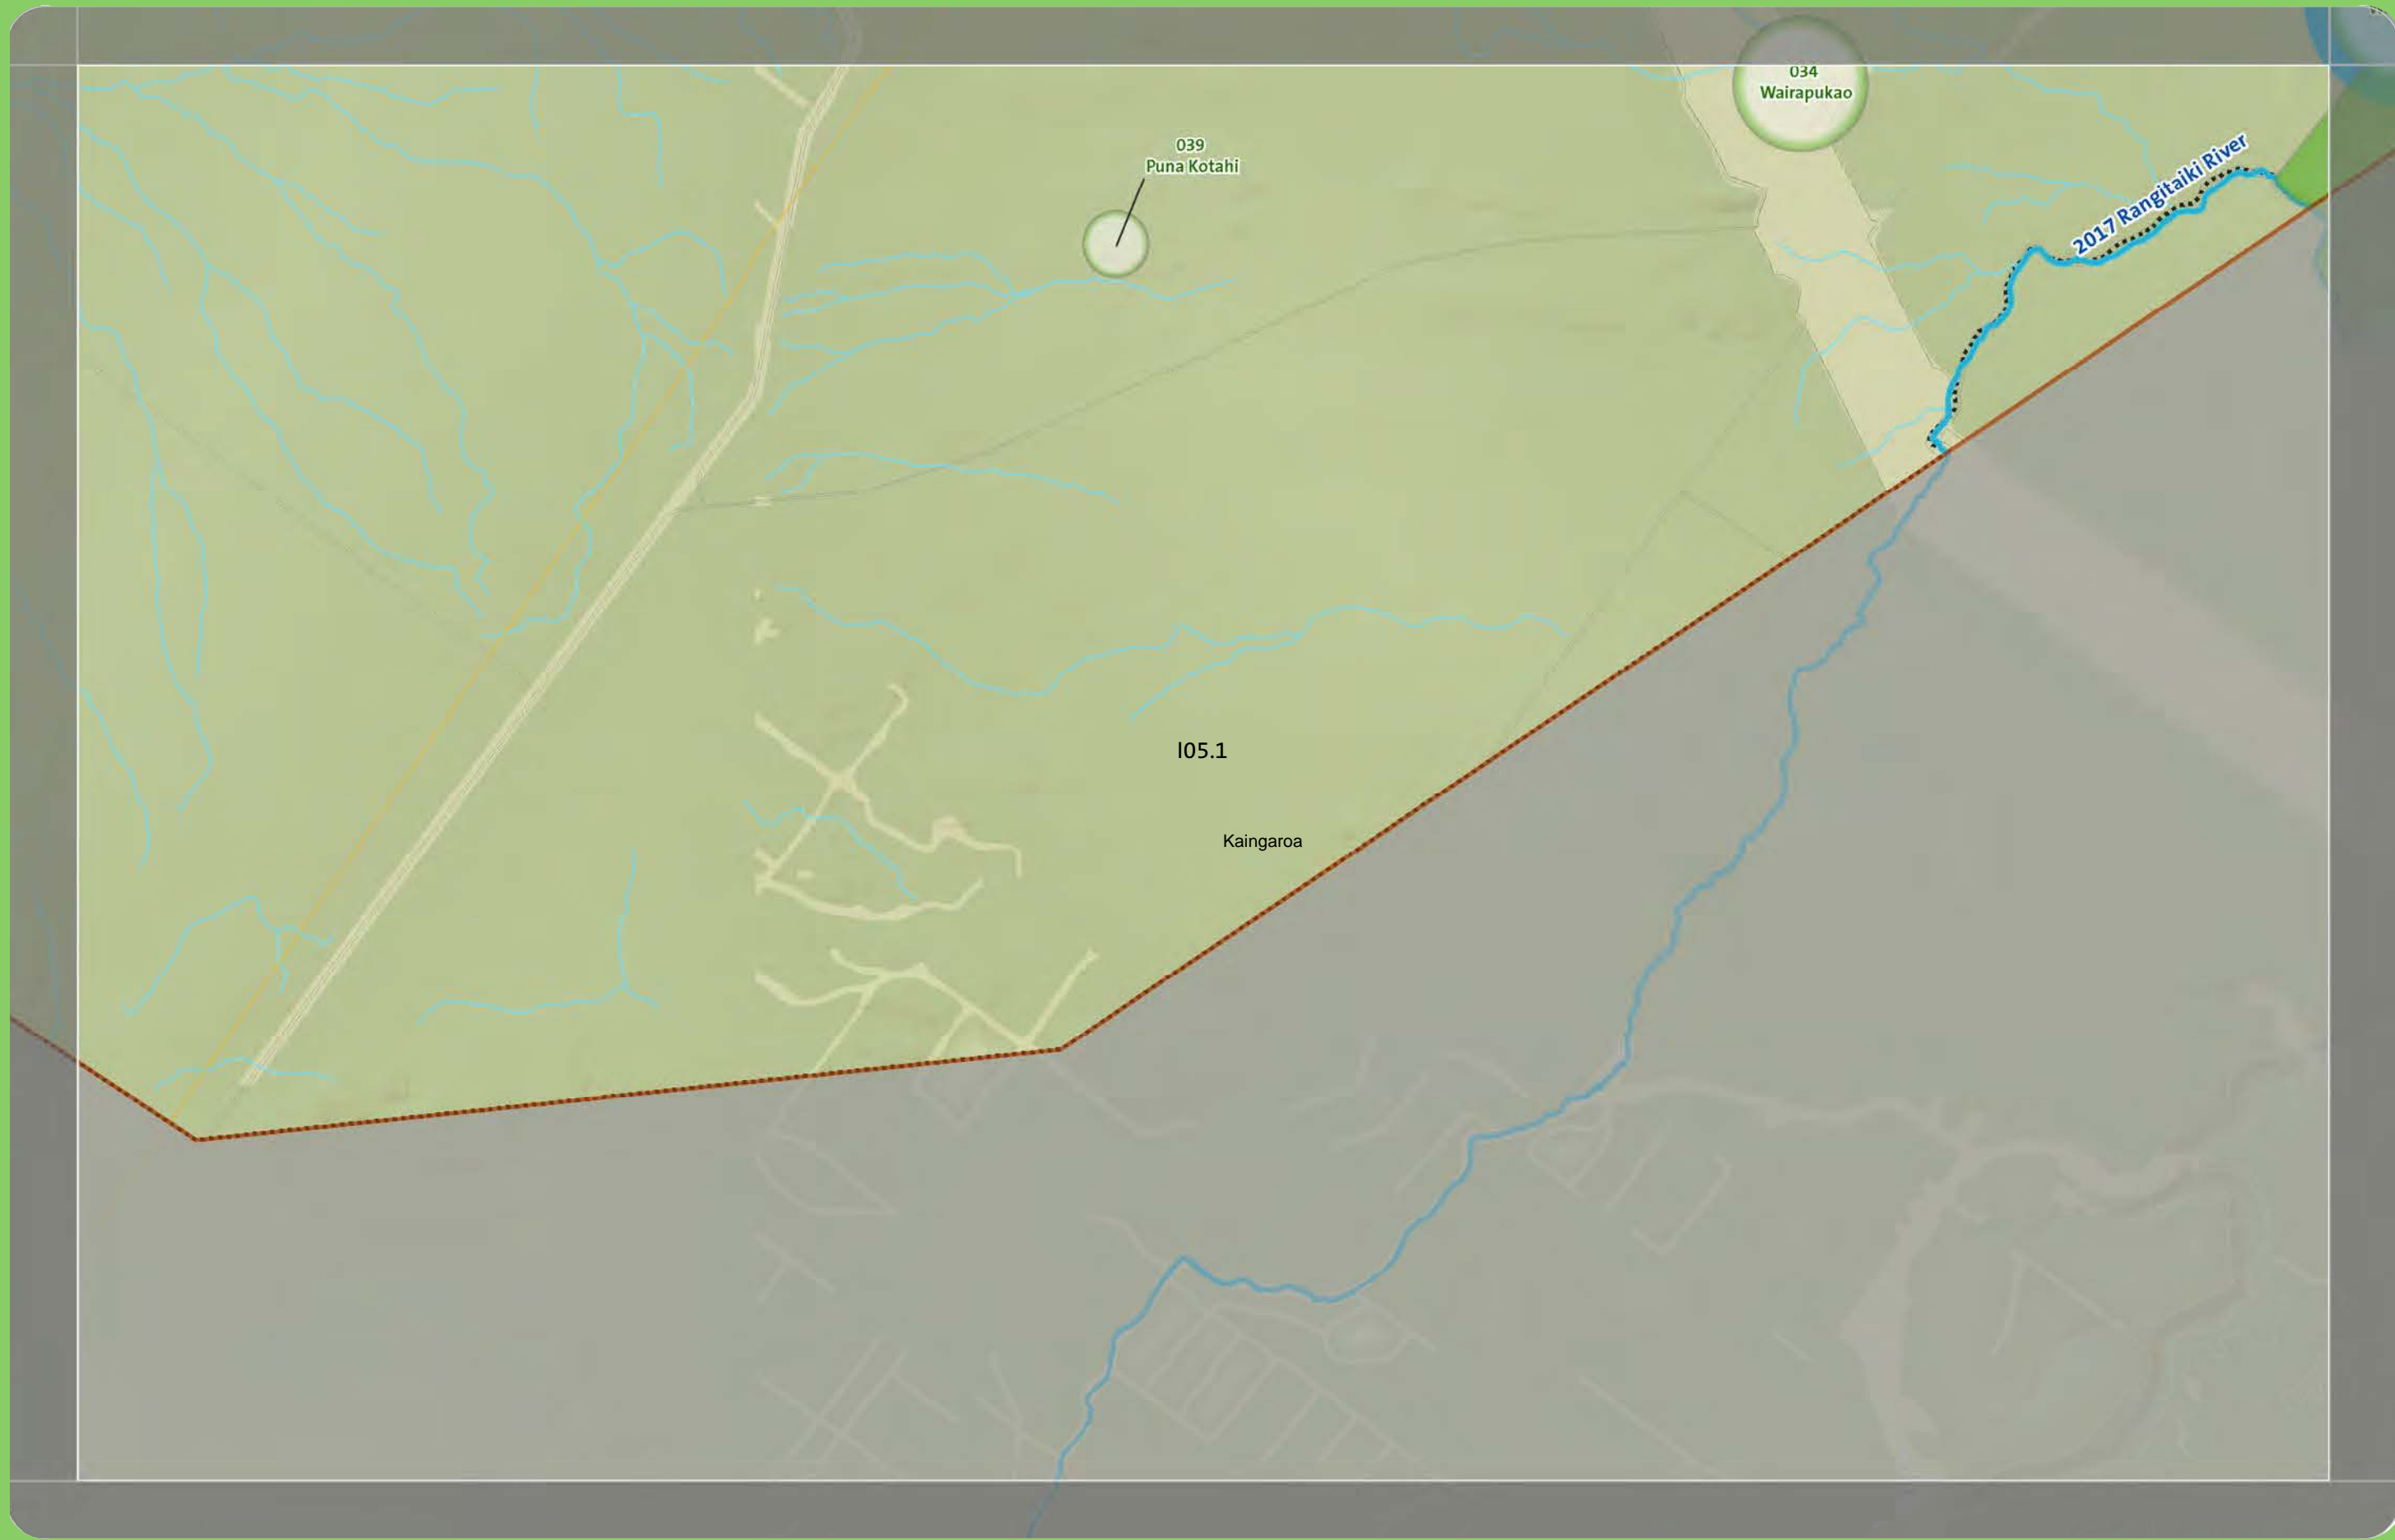 034
Wairapukao
039
Puna Kotahi
2017 Rangitaiki River
I05.1
Kaingaroa